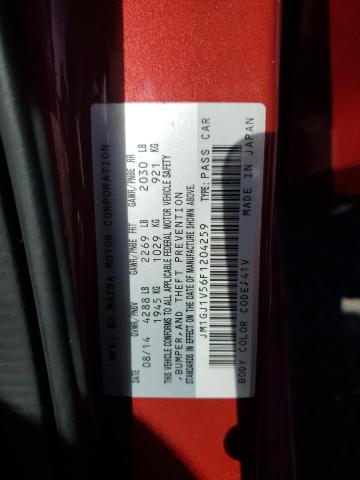 MFD. BY MAZDA MOTOR CORPORATION
DATE GVWR/PNBV GAWR/PNBE FRT GAWR/PNBE RR
08/14 4288 LB 2269 LB 2030 LB
1945 KG 1029 KG 921 KG
THIS VEHICLE CONFORMS TO ALL APPLICABLE FEDERAL MOTOR VEHICLE SAFETY
,BUMPER,AND THEFT PREVENTION
STANDARDS IN EFFECT ON THE DATE OF MANUFACTURE SHOWN ABOVE.
JM1GJ1V56F1204259 TYPE: PASS CAR
BODY COLOR CODE;41V MADE IN JAPAN